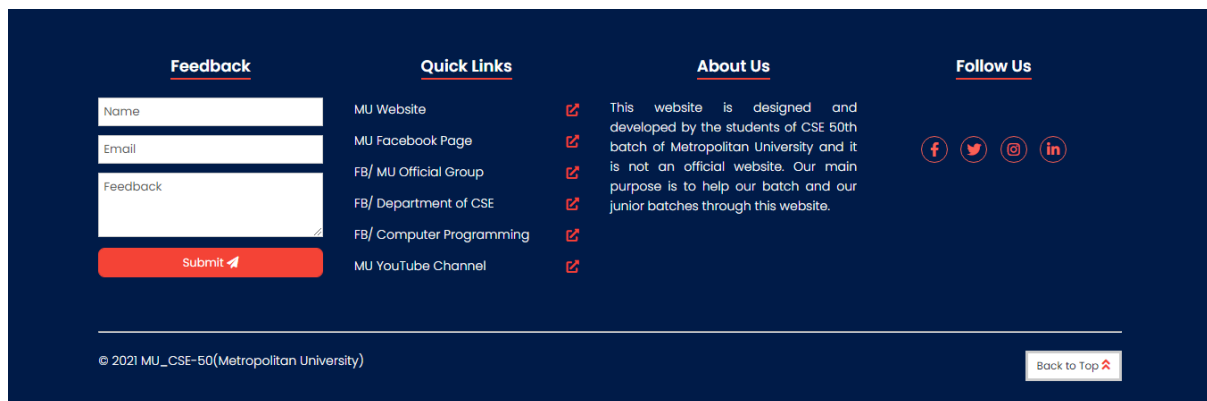 Feedback
Name
Email
Feedback
Submit
Quick Links
MU Website
MU Facebook Page
FB/ MU Official Group
FB/ Department of CSE
FB/ Computer Programming
MU YouTube Channel
About Us
This website is designed and
developed by the students of CSE 50th
batch of Metropolitan University and it
is not an official website. Our main
purpose is to help our batch and our
junior batches through this website.
Follow Us
© 2021 MU_CSE-50(Metropolitan University)
Back to Top